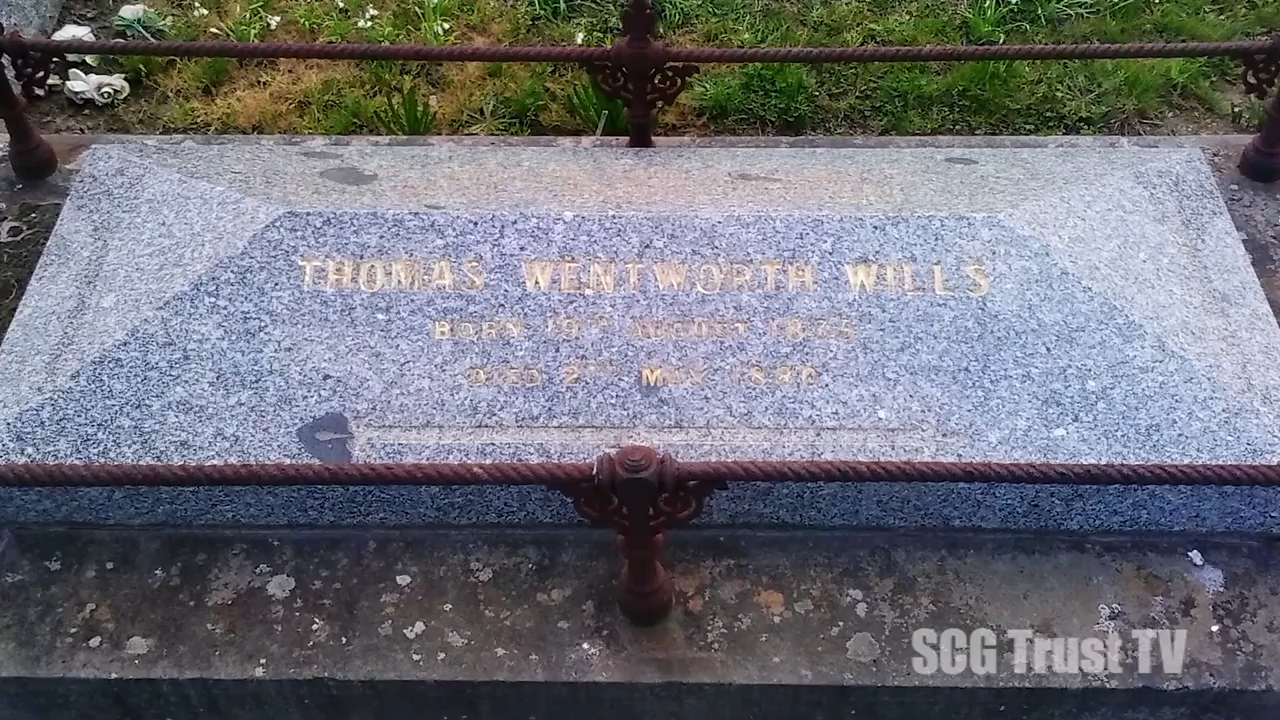 THOMAS WENTWORTH WILLS
BORN 19TH AUGUST 1835
DIED 2ND MAY 1880
SCG Trust TV